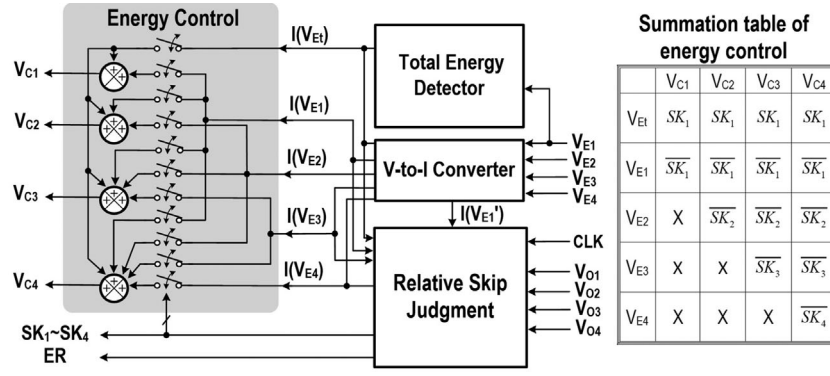 Energy Control
I(V_Et)
Total Energy
Detector
V_C1
I(V_E1)
V_C2
V_E1
V_E2
V_E3
V_E4
I(V_E2)
V-to-I Converter
V_C3
I(V_E3)
I(V_E1')
CLK
I(V_E4)
V_C4
Relative Skip
Judgment
V_O1
V_O2
V_O3
V_O4
SK_1~SK_4
ER
Summation table of
energy control
V_C1 V_C2 V_C3 V_C4
V_Et SK_1 SK_1 SK_1 SK_1
V_E1 \overline{SK_1} \overline{SK_1} \overline{SK_1} \overline{SK_1}
V_E2 X \overline{SK_2} \overline{SK_2} \overline{SK_2}
V_E3 X X \overline{SK_3} \overline{SK_3}
V_E4 X X X \overline{SK_4}